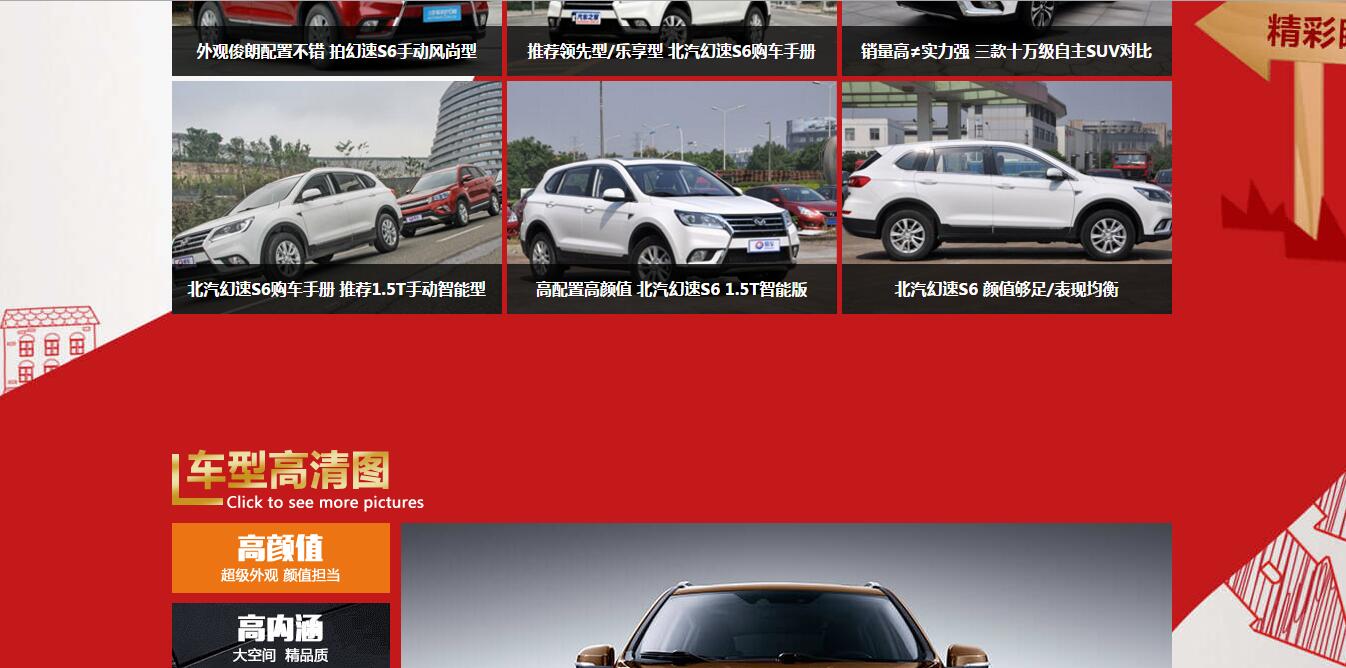 外观俊朗配置不错 拍幻速S6手动风尚型
推荐领先型/乐享型 北汽幻速S6购车手册
销量高≠实力强 三款十万级自主SUV对比
精彩
北汽幻速S6购车手册 推荐1.5T手动智能型
高配置高颜值 北汽幻速S6 1.5T智能版
北汽幻速S6 颜值够足/表现均衡
车型高清图
Click to see more pictures
高颜值
超级外观 颜值担当
高内涵
大空间 精品质